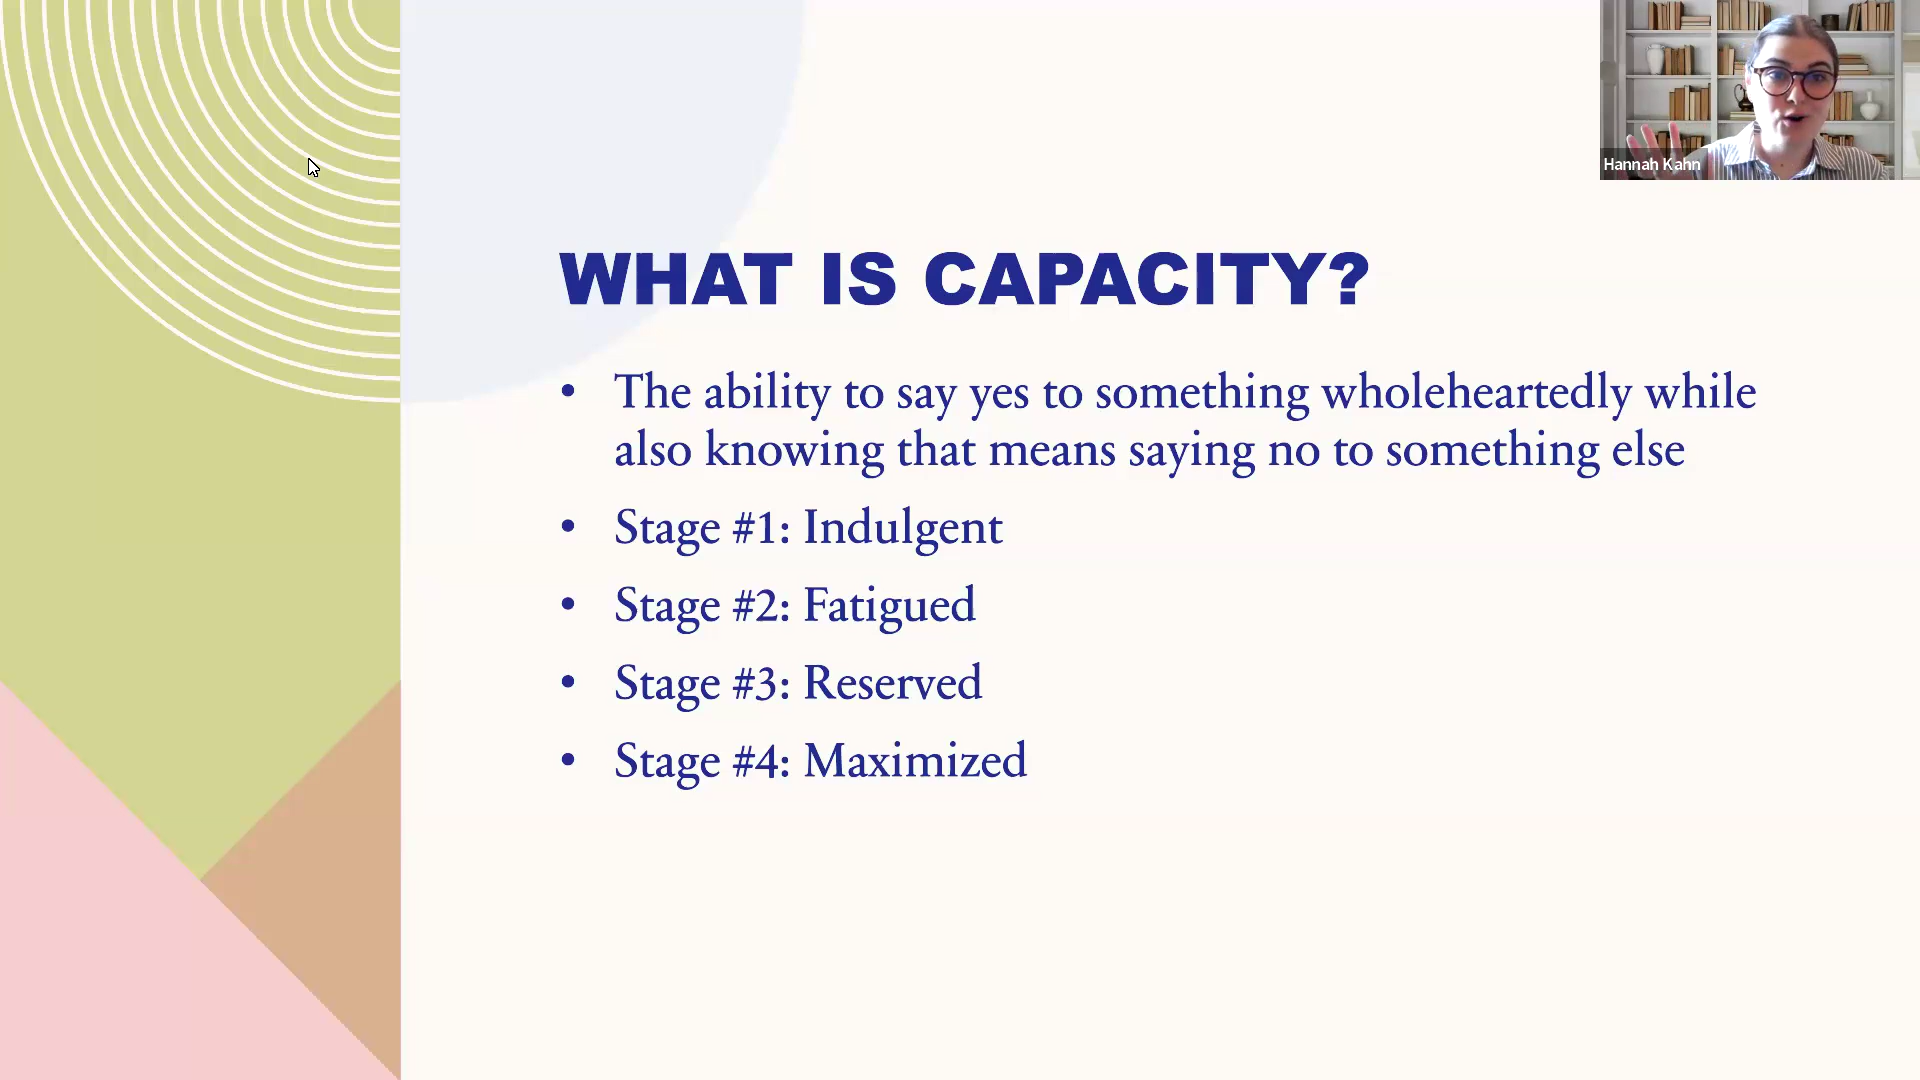 Hannah Kahn
WHAT IS CAPACITY?
• The ability to say yes to something wholeheartedly while
also knowing that means saying no to something else
• Stage #1: Indulgent
• Stage #2: Fatigued
• Stage #3: Reserved
• Stage #4: Maximized